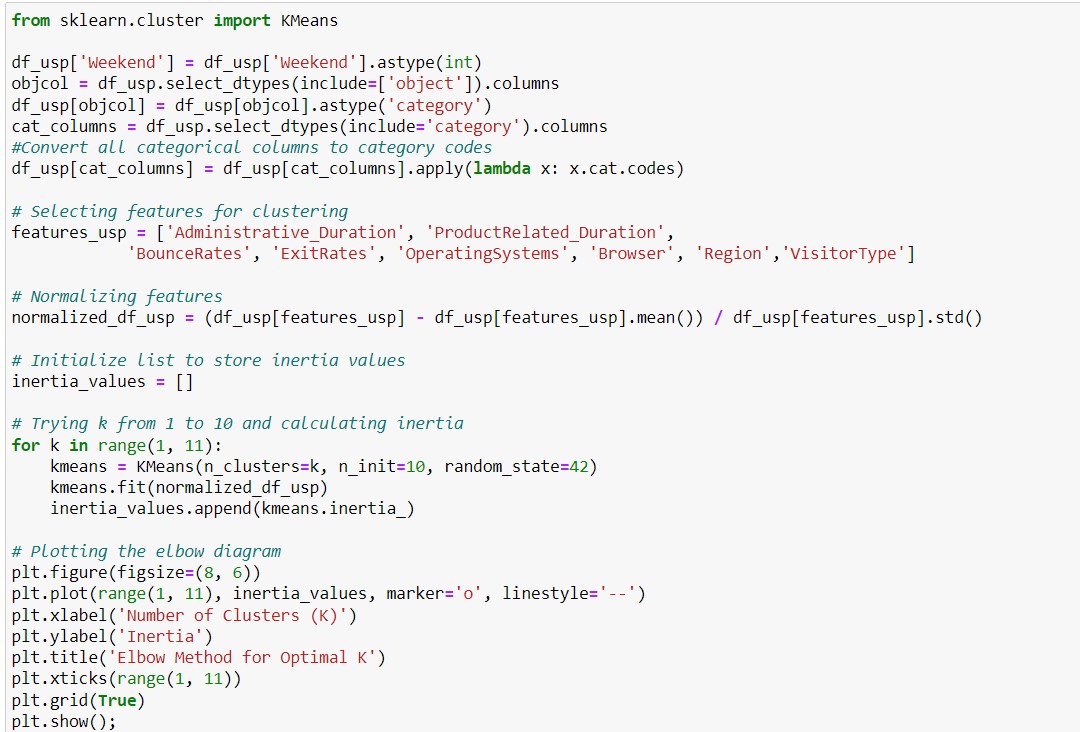 from sklearn.cluster import KMeans
df_usp['Weekend'] = df_usp['Weekend'].astype(int)
objcol = df_usp.select_dtypes(include=['object']).columns
df_usp[objcol] = df_usp[objcol].astype('category')
cat_columns = df_usp.select_dtypes(include='category').columns
#Convert all categorical columns to category codes
df_usp[cat_columns] = df_usp[cat_columns].apply(lambda x: x.cat.codes)
# Selecting features for clustering
features_usp = ['Administrative_Duration', 'ProductRelated_Duration',
            'BounceRates', 'ExitRates', 'OperatingSystems', 'Browser', 'Region','VisitorType']
# Normalizing features
normalized_df_usp = (df_usp[features_usp] - df_usp[features_usp].mean()) / df_usp[features_usp].std()
# Initialize list to store inertia values
inertia_values = []
# Trying k from 1 to 10 and calculating inertia
for k in range(1, 11):
    kmeans = KMeans(n_clusters=k, n_init=10, random_state=42)
    kmeans.fit(normalized_df_usp)
    inertia_values.append(kmeans.inertia_)
# Plotting the elbow diagram
plt.figure(figsize=(8, 6))
plt.plot(range(1, 11), inertia_values, marker='o', linestyle='--')
plt.xlabel('Number of Clusters (K)')
plt.ylabel('Inertia')
plt.title('Elbow Method for Optimal K')
plt.xticks(range(1, 11))
plt.grid(True)
plt.show();